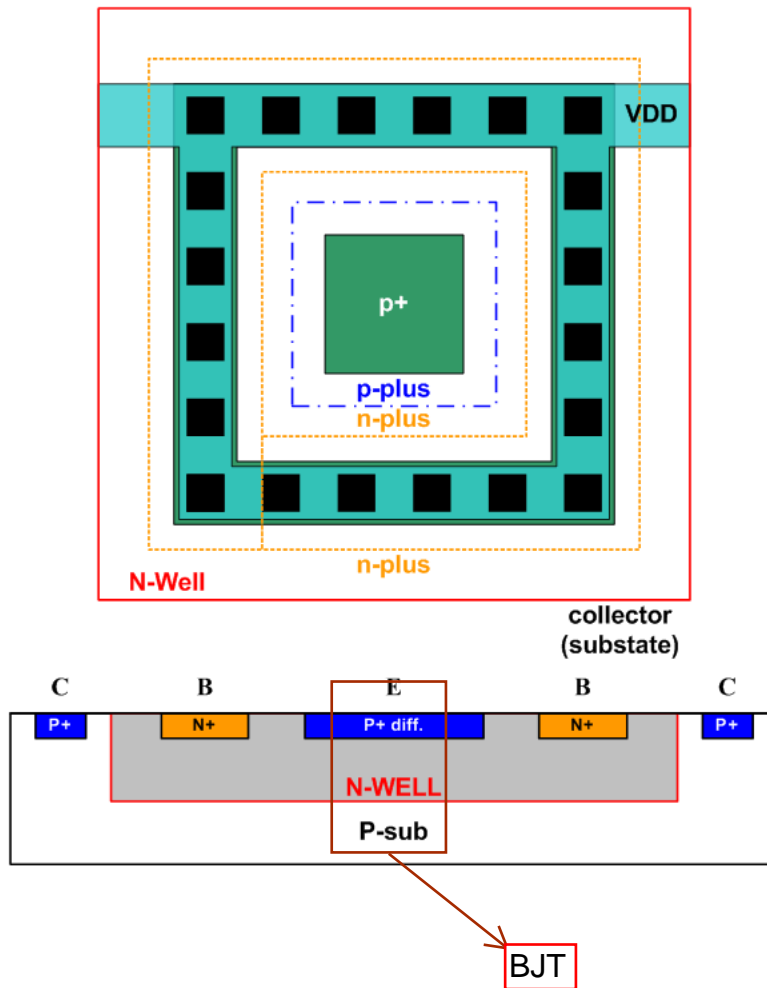 VDD
p+
p-plus
n-plus
n-plus
N-Well
collector
(substate)
C B E B C
P+ N+ P+ diff. N+ P+
N-WELL
P-sub
BJT